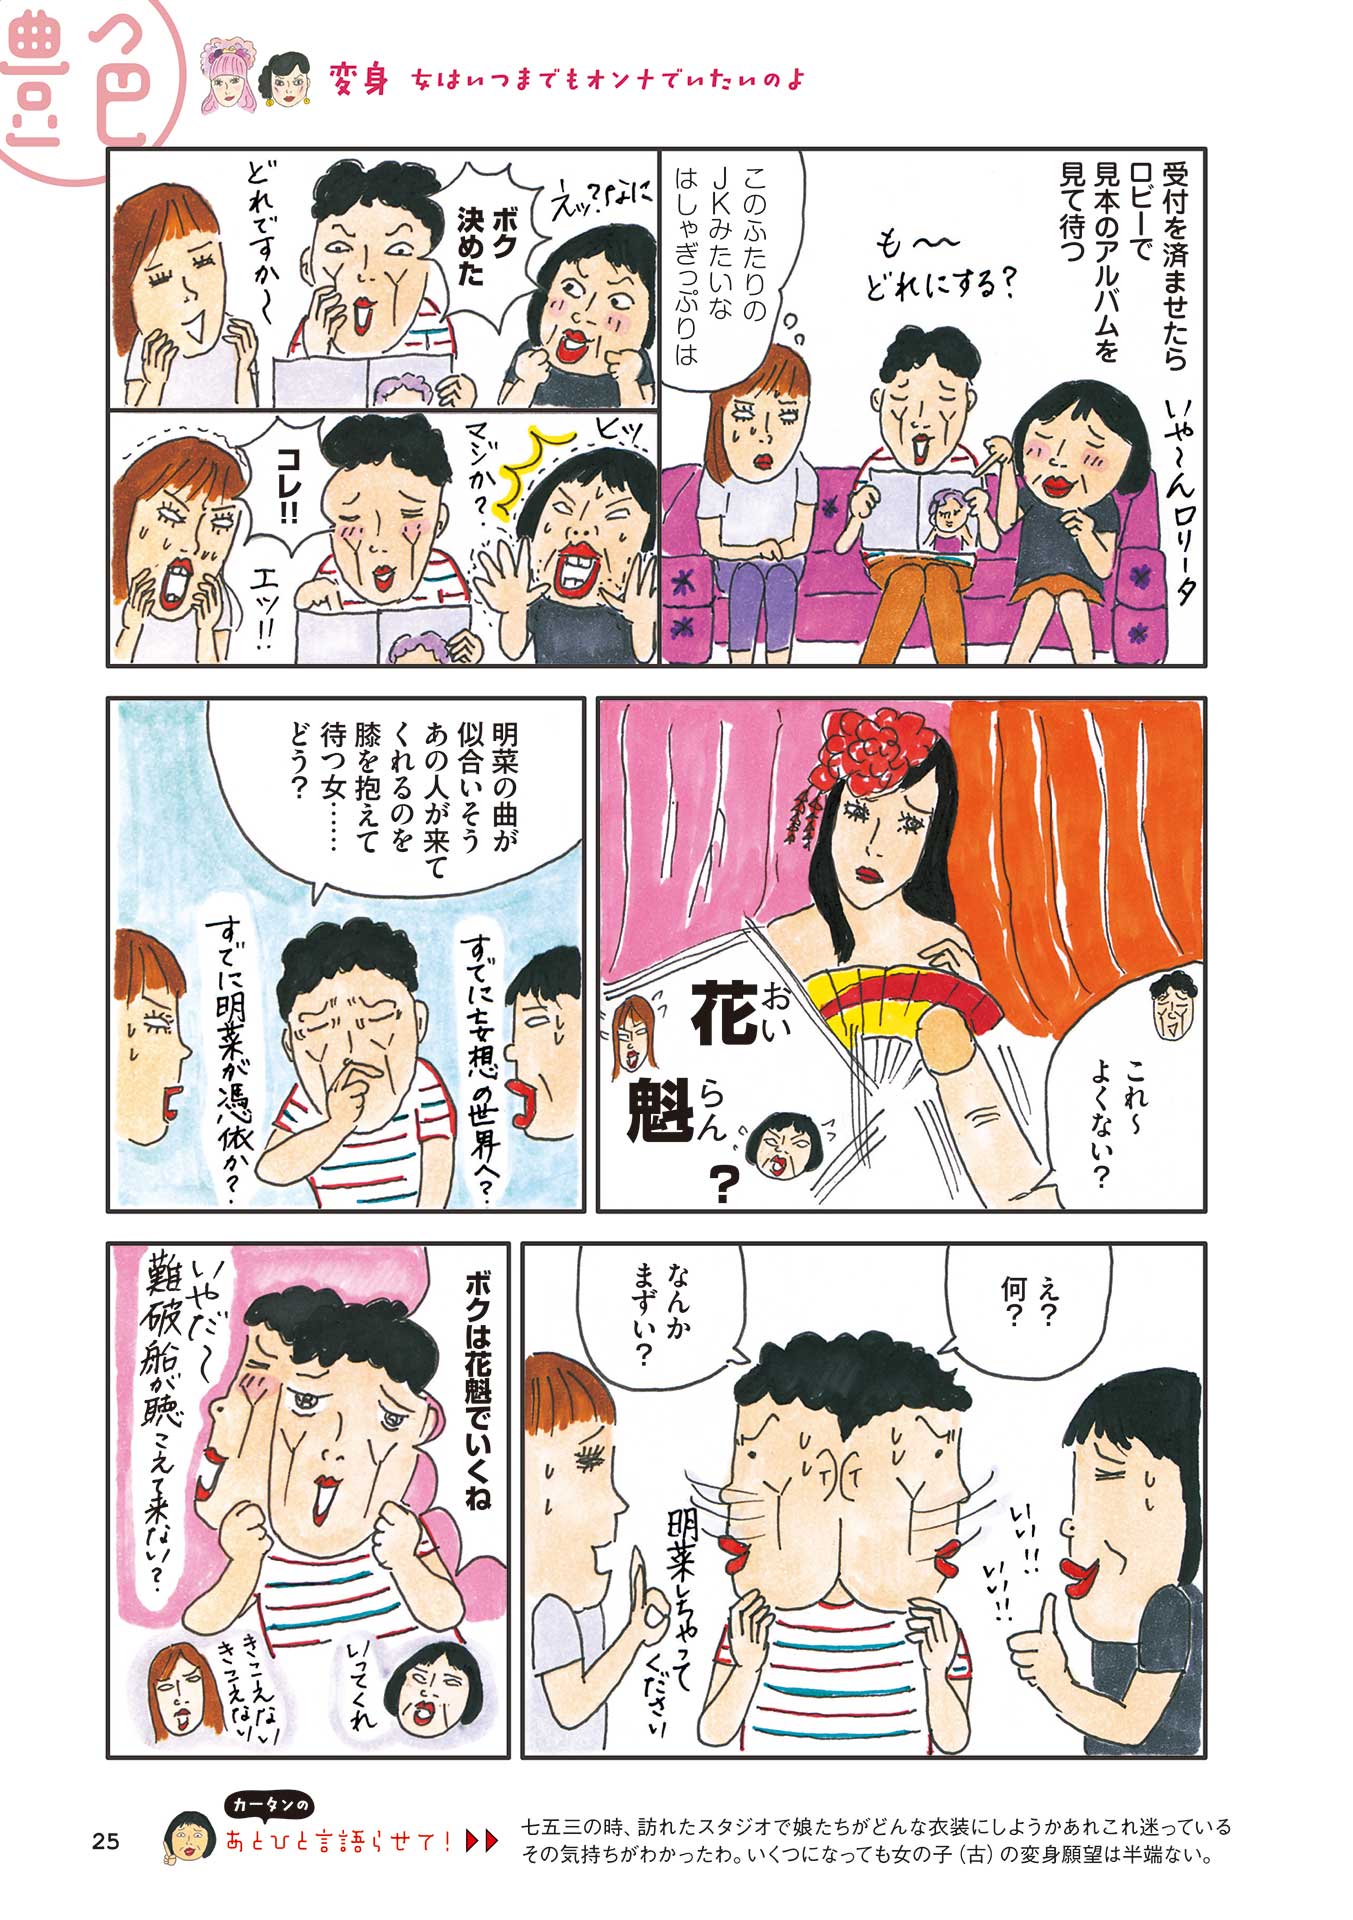 艶
変身 女はいつまでもオンナでいたいのよ
受付を済ませたら
ロビーで
見本のアルバムを
見て待つ
いや〜んロリータ
も〜〜
どれにする？
このふたりの
JKみたいな
はしゃぎっぷりは
えッ？なに
ボク
決めた
どれですか〜
ヒッ
マジか？
コレ!!
エッ!!
これ〜
よくない？
花魁？
おいらん
明菜の曲が
似合いそう
あの人が来て
くれるのを
膝を抱えて
待つ女……
どう？
すでに妄想の世界へ？
すでに明菜が憑依か？
え？
何？
なんか
まずい？
いい!!
いい!!
明菜しちゃって
ください
ボクは花魁でいくね
いやだ〜
難破船が聴こえて来ない？
いってくれ
きこえない
きこえない
カータンの
あとひと言語らせて！
七五三の時、訪れたスタジオで娘たちがどんな衣装にしようかあれこれ迷っている
その気持ちがわかったわ。いくつになっても女の子（古）の変身願望は半端ない。
25